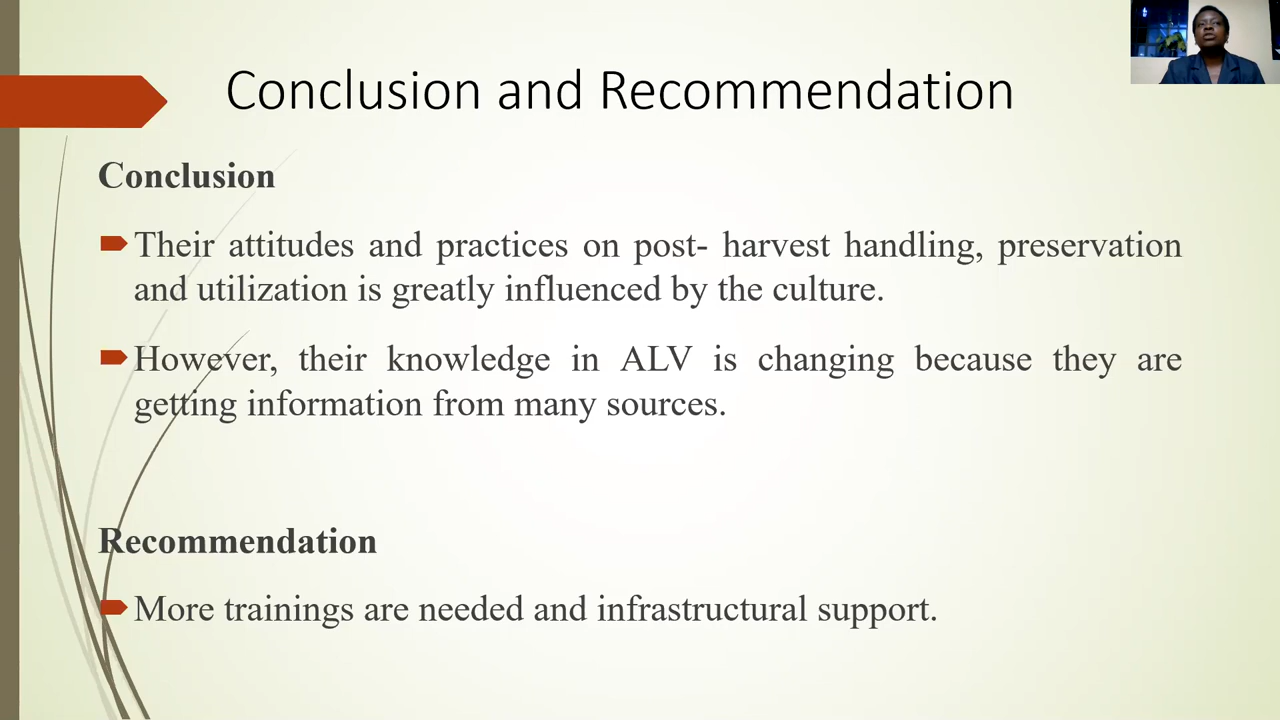 Conclusion and Recommendation
Conclusion
Their attitudes and practices on post- harvest handling, preservation
and utilization is greatly influenced by the culture.
However, their knowledge in ALV is changing because they are
getting information from many sources.
Recommendation
More trainings are needed and infrastructural support.